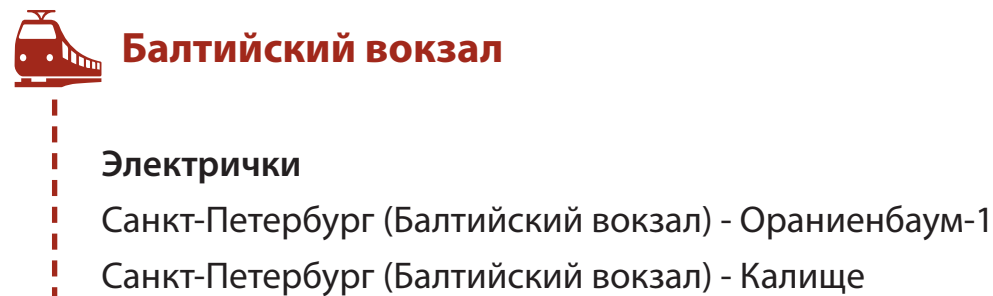 Балтийский вокзал
Электрички
Санкт-Петербург (Балтийский вокзал) - Ораниенбаум-1
Санкт-Петербург (Балтийский вокзал) - Калище